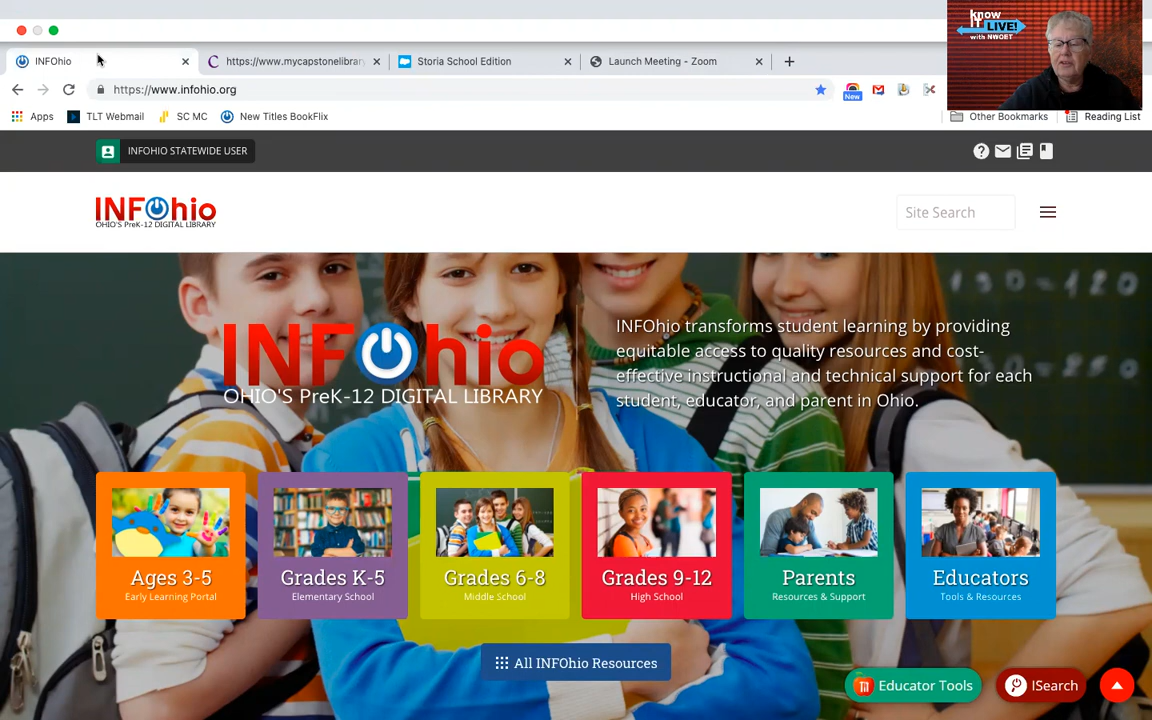 know
IT LIVE!
with NWOET
INFOhio
https://www.mycapstonelibrary
Storia School Edition
Launch Meeting - Zoom
https://www.infohio.org
New
Apps
TLT Webmail
SC MC
New Titles BookFlix
Other Bookmarks
Reading List
INFOHIO STATEWIDE USER
INFOhio
OHIO'S PreK-12 DIGITAL LIBRARY
Site Search
INFOhio
OHIO'S PreK-12 DIGITAL LIBRARY
INFOhio transforms student learning by providing
equitable access to quality resources and cost-
effective instructional and technical support for each
student, educator, and parent in Ohio.
Ages 3-5
Early Learning Portal
Grades K-5
Elementary School
Grades 6-8
Middle School
Grades 9-12
High School
Parents
Resources & Support
Educators
Tools & Resources
All INFOhio Resources
Educator Tools
ISearch